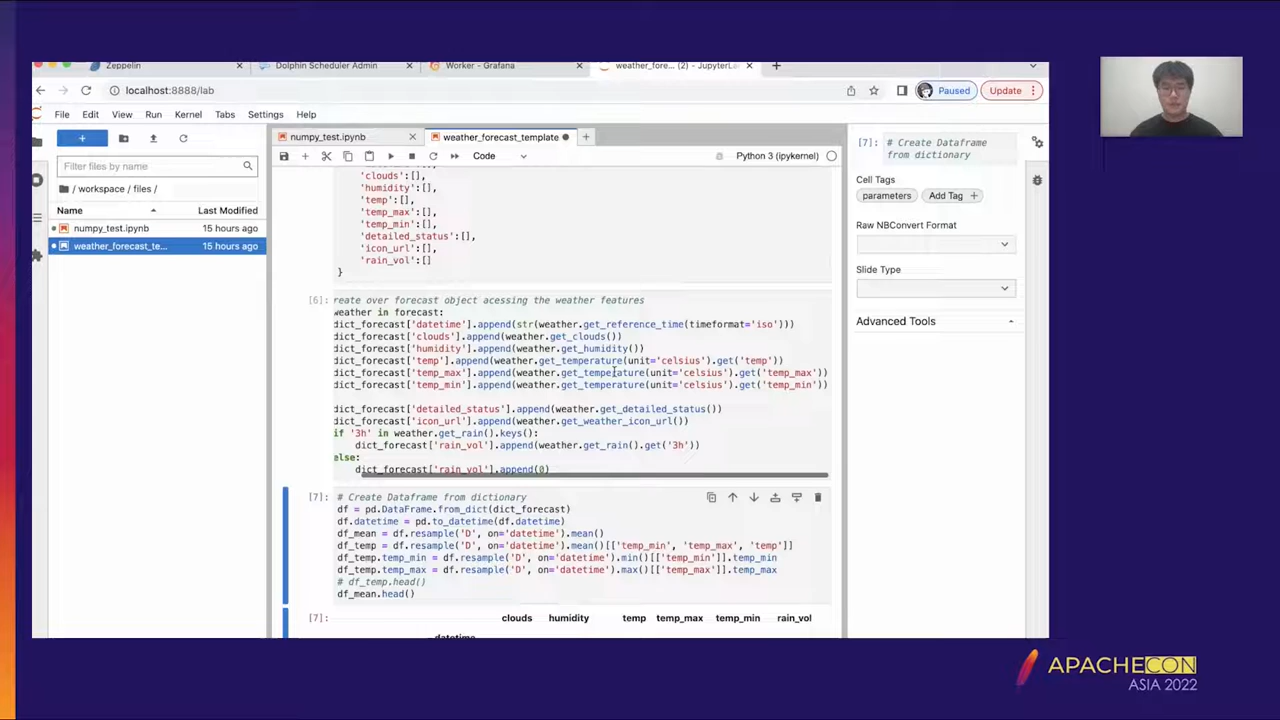 Zeppelin
Dolphin Scheduler Admin
Worker - Grafana
weather_fore... (2) - JupyterLa
localhost:8888/lab
Paused
Update
File Edit View Run Kernel Tabs Settings Help
numpy_test.ipynb
weather_forecast_template
Code
Python 3 (ipykernel)
Filter files by name
/ workspace / files /
Name
Last Modified
numpy_test.ipynb 15 hours ago
weather_forecast_te... 15 hours ago
'clouds':[],
'humidity':[],
'temp':[],
'temp_max':[],
'temp_min':[],
'detailed_status':[],
'icon_url':[],
'rain_vol':[]
}
[6]:
reate over forecast object acessing the weather features
weather in forecast:
dict_forecast['datetime'].append(str(weather.get_reference_time(timeformat='iso')))
dict_forecast['clouds'].append(weather.get_clouds())
dict_forecast['humidity'].append(weather.get_humidity())
dict_forecast['temp'].append(weather.get_temperature(unit='celsius').get('temp'))
dict_forecast['temp_max'].append(weather.get_temperature(unit='celsius').get('temp_max'))
dict_forecast['temp_min'].append(weather.get_temperature(unit='celsius').get('temp_min'))
dict_forecast['detailed_status'].append(weather.get_detailed_status())
dict_forecast['icon_url'].append(weather.get_weather_icon_url())
if '3h' in weather.get_rain().keys():
dict_forecast['rain_vol'].append(weather.get_rain().get('3h'))
else:
dict_forecast['rain_vol'].append(0)
[7]:
# Create Dataframe from dictionary
df = pd.DataFrame.from_dict(dict_forecast)
df.datetime = pd.to_datetime(df.datetime)
df_mean = df.resample('D', on='datetime').mean()
df_temp = df.resample('D', on='datetime').mean()[['temp_min', 'temp_max', 'temp']]
df_temp.temp_min = df.resample('D', on='datetime').min()[['temp_min']].temp_min
df_temp.temp_max = df.resample('D', on='datetime').max()[['temp_max']].temp_max
# df_temp.head()
df_mean.head()
[7]:
clouds humidity temp temp_max temp_min rain_vol
datetime
[7]: # Create Dataframe
from dictionary
Cell Tags
parameters
Add Tag +
Raw NBConvert Format
Slide Type
Advanced Tools
APACHECON
ASIA 2022